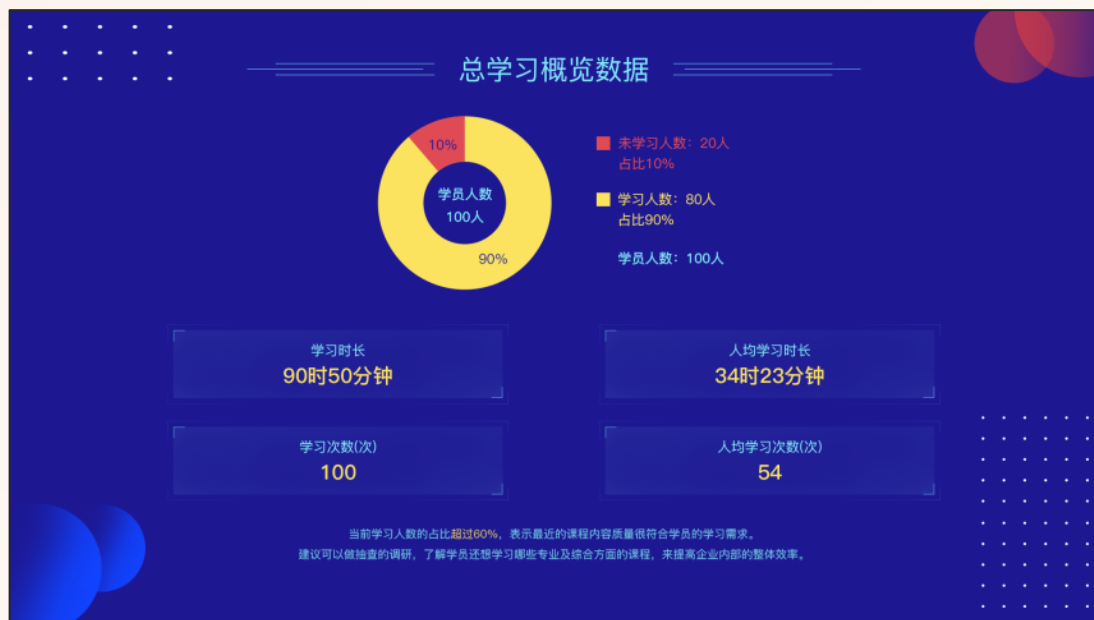 总学习概览数据
10%
学员人数
100人
90%
未学习人数：20人
占比10%
学习人数：80人
占比90%
学员人数：100人
学习时长
90时50分钟
人均学习时长
34时23分钟
学习次数(次)
100
人均学习次数(次)
54
当前学习人数的占比超过60%，表示最近的课程内容质量很符合学员的学习需求。
建议可以做抽查的调研，了解学员还想学习哪些专业及综合方面的课程，来提高企业内部的整体效率。